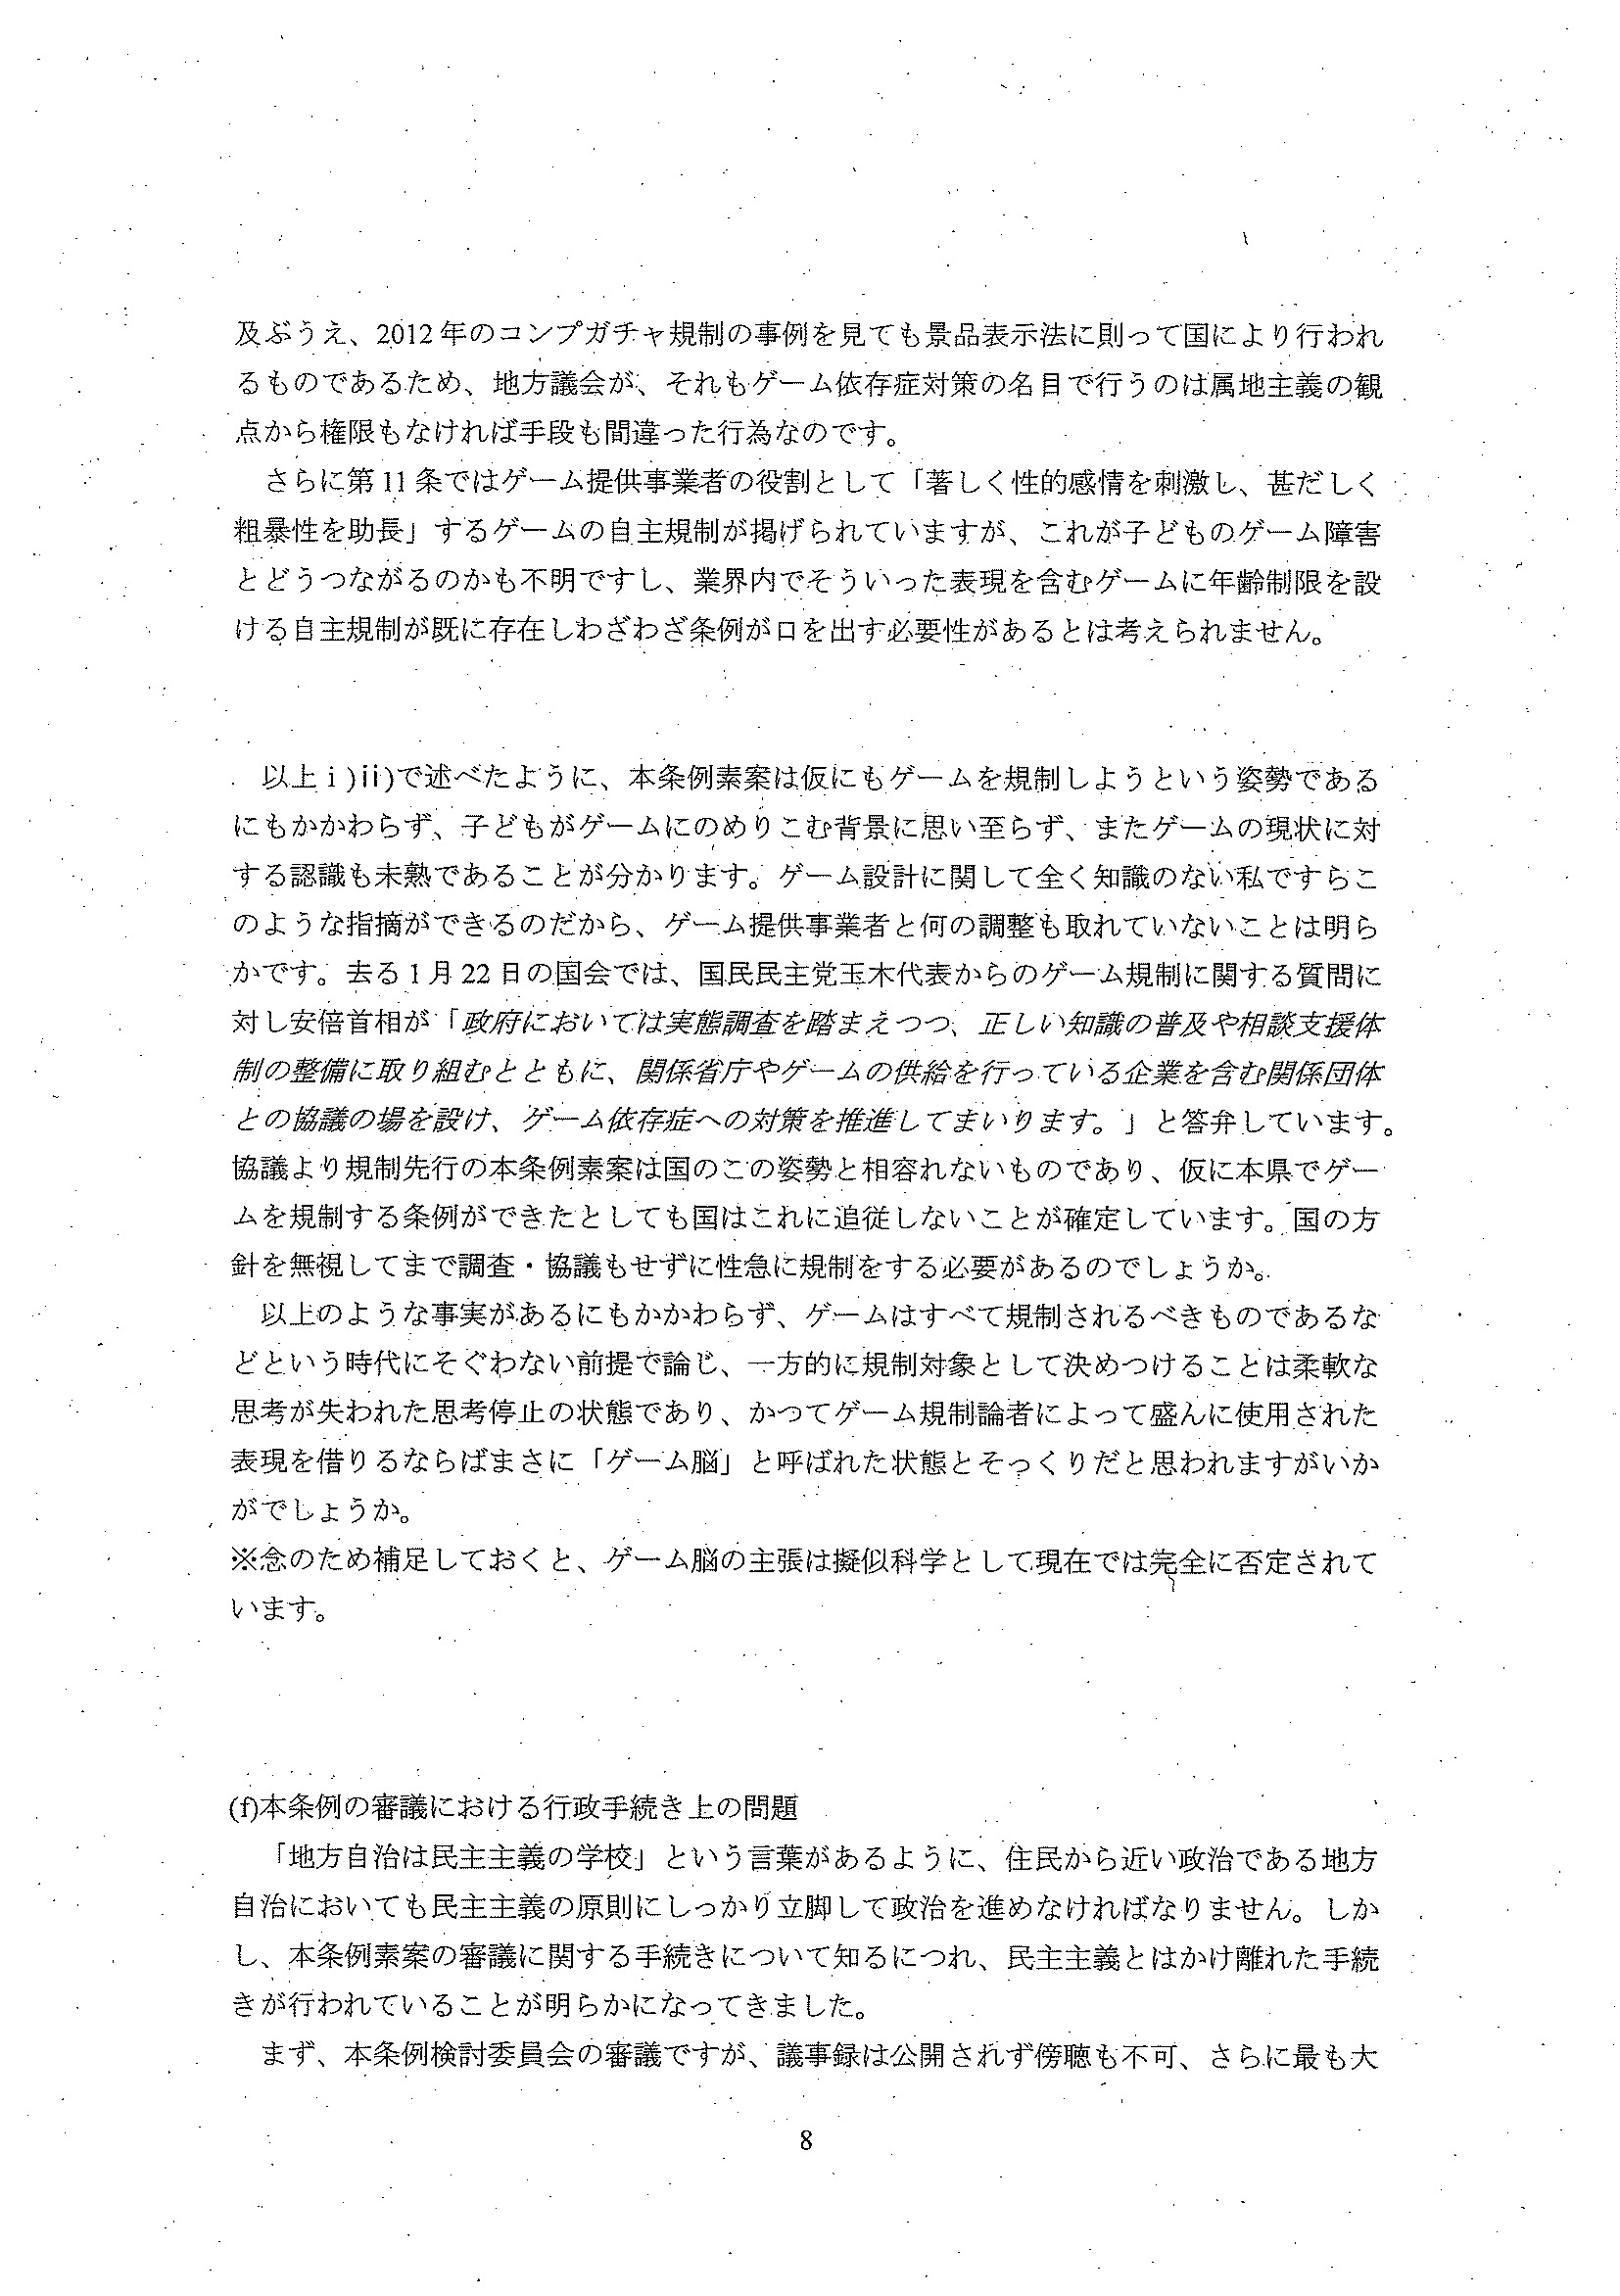 及ぶうえ、2012年のコンプガチャ規制の事例を見ても景品表示法に則って国により行われ
るものであるため、地方議会が、それもゲーム依存症対策の名目で行うのは属地主義の観
点から権限もなければ手段も間違った行為なのです。
さらに第11条ではゲーム提供事業者の役割として「著しく性的感情を刺激し、甚だしく
粗暴性を助長」するゲームの自主規制が掲げられていますが、これが子どものゲーム障害
とどうつながるのかも不明ですし、業界内でそういった表現を含むゲームに年齢制限を設
ける自主規制が既に存在しわざわざ条例が口を出す必要性があるとは考えられません。
以上ⅰ)ⅱ)で述べたように、本条例素案は仮にもゲームを規制しようという姿勢である
にもかかわらず、子どもがゲームにのめりこむ背景に思い至らず、またゲームの現状に対
する認識も未熟であることが分かります。ゲーム設計に関して全く知識のない私ですらこ
のような指摘ができるのだから、ゲーム提供事業者と何の調整も取れていないことは明ら
かです。去る1月22日の国会では、国民民主党玉木代表からのゲーム規制に関する質問に
対し安倍首相が「政府においては実態調査を踏まえつつ、正しい知識の普及や相談支援体
制の整備に取り組むとともに、関係省庁やゲームの供給を行っている企業を含む関係団体
との協議の場を設け、ゲーム依存症への対策を推進してまいります。」と答弁しています。
協議より規制先行の本条例素案は国のこの姿勢と相容れないものであり、仮に本県でゲー
ムを規制する条例ができたとしても国はこれに追従しないことが確定しています。国の方
針を無視してまで調査・協議もせずに性急に規制をする必要があるのでしょうか。
以上のような事実があるにもかかわらず、ゲームはすべて規制されるべきものであるな
どという時代にそぐわない前提で論じ、一方的に規制対象として決めつけることは柔軟な
思考が失われた思考停止の状態であり、かつてゲーム規制論者によって盛んに使用された
表現を借りるならばまさに「ゲーム脳」と呼ばれた状態とそっくりだと思われますがいか
がでしょうか。
※念のため補足しておくと、ゲーム脳の主張は擬似科学として現在では完全に否定されて
います。
(f)本条例の審議における行政手続き上の問題
「地方自治は民主主義の学校」という言葉があるように、住民から近い政治である地方
自治においても民主主義の原則にしっかり立脚して政治を進めなければなりません。しか
し、本条例素案の審議に関する手続きについて知るにつれ、民主主義とはかけ離れた手続
きが行われていることが明らかになってきました。
まず、本条例検討委員会の審議ですが、議事録は公開されず傍聴も不可、さらに最も大
8